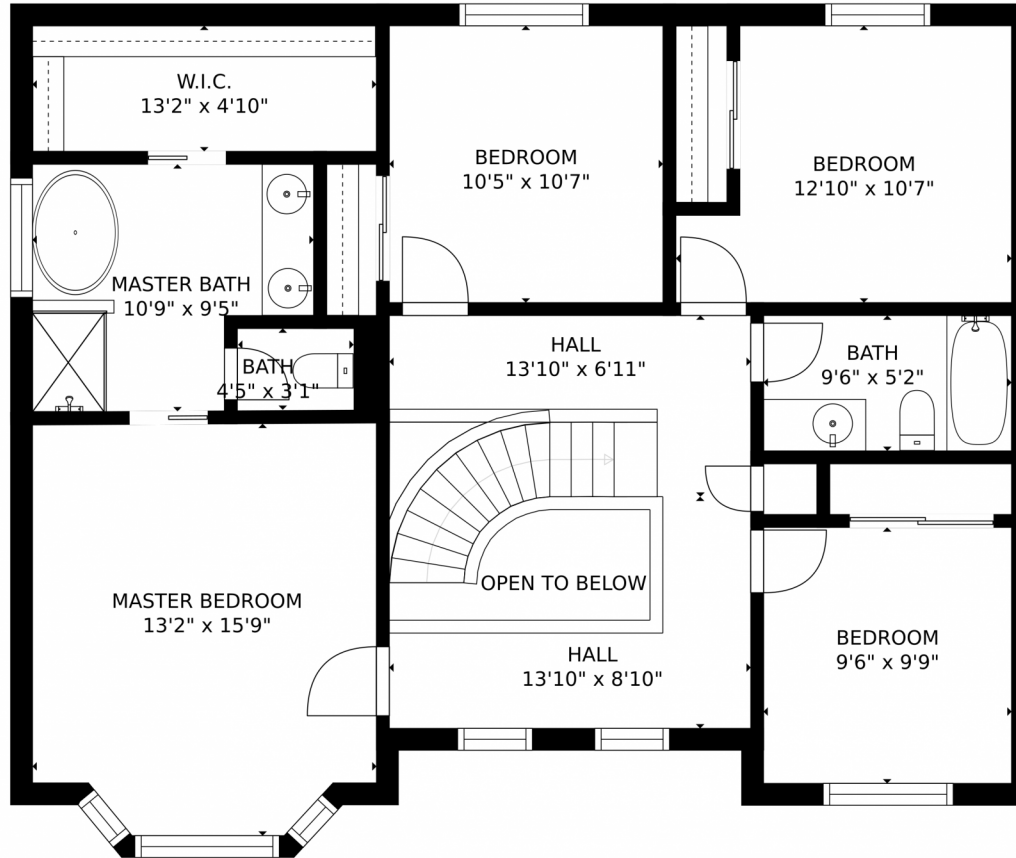 W.I.C.
13'2" x 4'10"
BEDROOM
10'5" x 10'7"
BEDROOM
12'10" x 10'7"
MASTER BATH
10'9" x 9'5"
BATH
4'5" x 3'1"
HALL
13'10" x 6'11"
BATH
9'6" x 5'2"
OPEN TO BELOW
MASTER BEDROOM
13'2" x 15'9"
HALL
13'10" x 8'10"
BEDROOM
9'6" x 9'9"